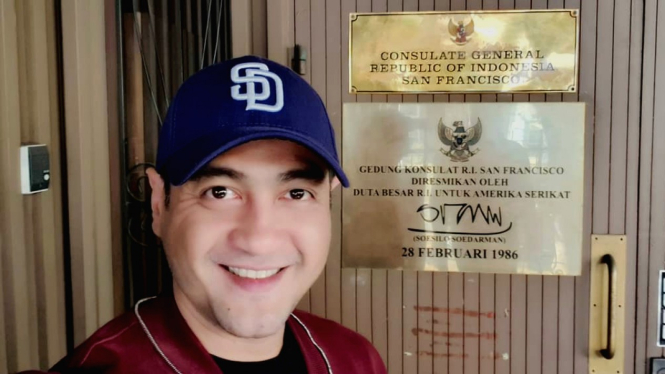 SD
CONSULATE GENERAL
REPUBLIC OF INDONESIA
SAN FRANCISCO
GEDUNG KONSULAT R.I. SAN FRANCISCO
DIRESMIKAN OLEH
DUTA BESAR R.I. UNTUK AMERIKA SERIKAT
(SOESILO SOEDARMAN)
28 FEBRUARI 1986